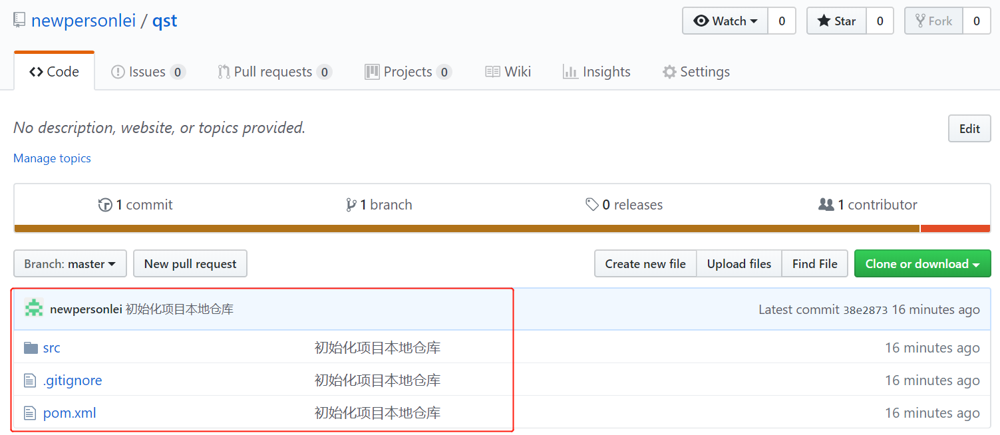 newpersonlei / qst Watch 0 Star 0 Fork 0
Code Issues 0 Pull requests 0 Projects 0 Wiki Insights Settings
No description, website, or topics provided. Edit
Manage topics
1 commit 1 branch 0 releases 1 contributor
Branch: master New pull request Create new file Upload files Find File Clone or download
newpersonlei 初始化项目本地仓库 Latest commit 38e2873 16 minutes ago
src 初始化项目本地仓库 16 minutes ago
.gitignore 初始化项目本地仓库 16 minutes ago
pom.xml 初始化项目本地仓库 16 minutes ago